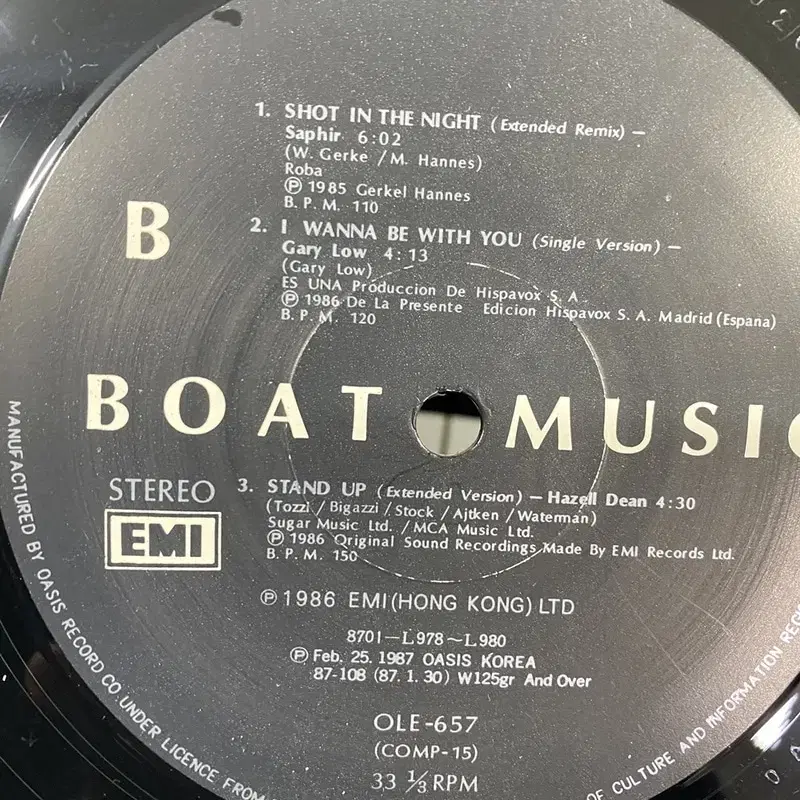 1. SHOT IN THE NIGHT (Extended Remix) —
Saphir 6:02
(W. Gerke / M. Hannes)
Roba
Ⓟ 1985 Gerkel Hannes
B. P. M. 110
B
2. I WANNA BE WITH YOU (Single Version) —
Gary Low 4:13
(Gary Low)
ES UNA Produccion De Hispavox S. A.
Ⓟ 1986 De La Presente Edicion Hispavox S. A. Madrid (Espana)
B. P. M. 120
BOAT MUSIC
STEREO
EMI
3. STAND UP (Extended Version) — Hazell Dean 4:30
(Tozzi / Bigazzi / Stock / Ajtken / Waterman)
Sugar Music Ltd. / MCA Music Ltd.
Ⓟ 1986 Original Sound Recordings Made By EMI Records Ltd.
B. P. M. 150
Ⓟ 1986 EMI (HONG KONG) LTD
8701—L978~L980
Ⓟ Feb. 25. 1987 OASIS KOREA
87-108 (87. 1. 30) W125gr And Over
OLE-657
(COMP-15)
33 ⅓ RPM
MANUFACTURED BY OASIS RECORD CO UNDER LICENCE FROM
OF CULTURE AND INFORMATION